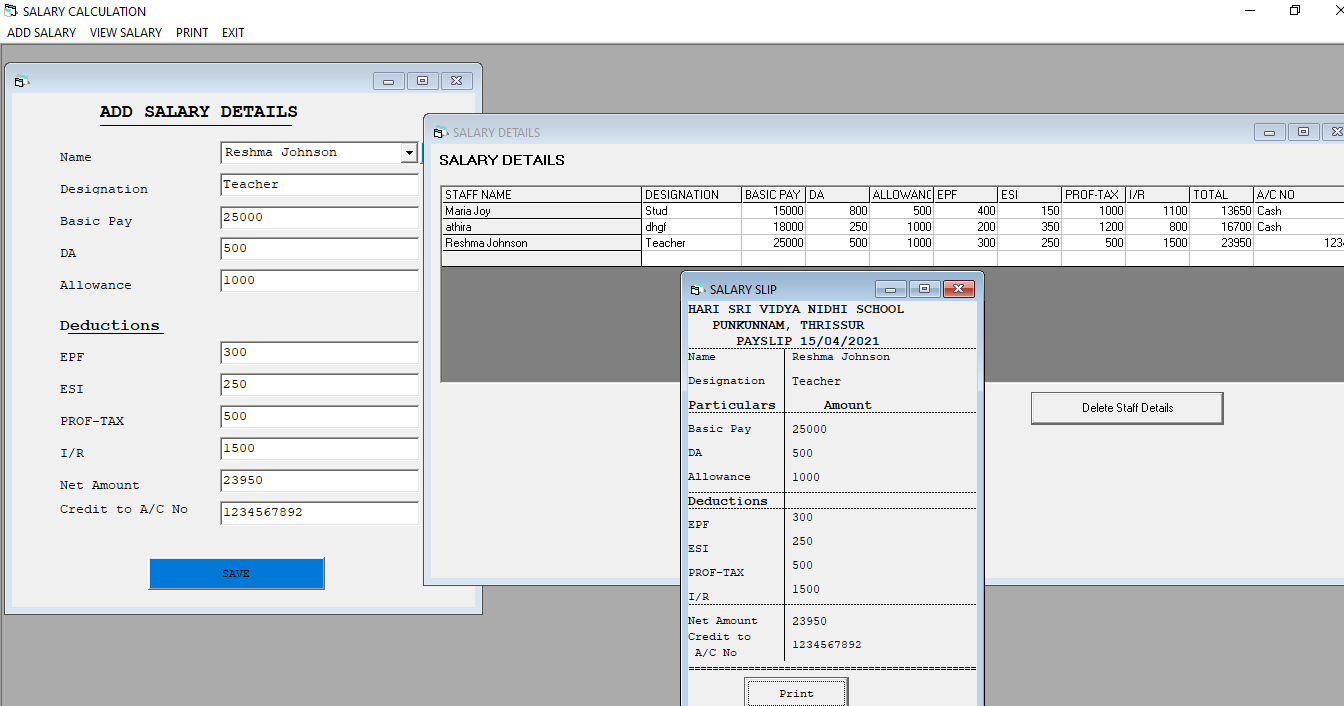 SALARY CALCULATION
ADD SALARY VIEW SALARY PRINT EXIT
ADD SALARY DETAILS
Name Reshma Johnson
Designation Teacher
Basic Pay 25000
DA 500
Allowance 1000
Deductions
EPF 300
ESI 250
PROF-TAX 500
I/R 1500
Net Amount 23950
Credit to A/C No 1234567892
SAVE
SALARY DETAILS
SALARY DETAILS
STAFF NAME DESIGNATION BASIC PAY DA ALLOWANC EPF ESI PROF-TAX I/R TOTAL A/C NO
Maria Joy Stud 15000 800 500 400 150 1000 1100 13650 Cash
athira dhgf 18000 250 1000 200 350 1200 800 16700 Cash
Reshma Johnson Teacher 25000 500 1000 300 250 500 1500 23950 1234
Delete Staff Details
SALARY SLIP
HARI SRI VIDYA NIDHI SCHOOL
PUNKUNNAM, THRISSUR
PAYSLIP 15/04/2021
Name Reshma Johnson
Designation Teacher
Particulars Amount
Basic Pay 25000
DA 500
Allowance 1000
Deductions
EPF 300
ESI 250
PROF-TAX 500
I/R 1500
Net Amount 23950
Credit to
A/C No 1234567892
Print